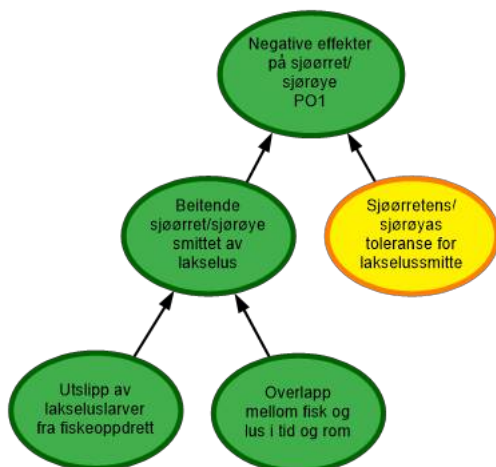 Negative effekter
på sjøørret/
sjørøye
PO1
Beitende
sjøørret/sjørøye
smittet av
lakselus
Sjøørretens/
sjørøyas
toleranse for
lakselussmitte
Utslipp av
lakseluslarver
fra fiskeoppdrett
Overlapp
mellom fisk og
lus i tid og rom